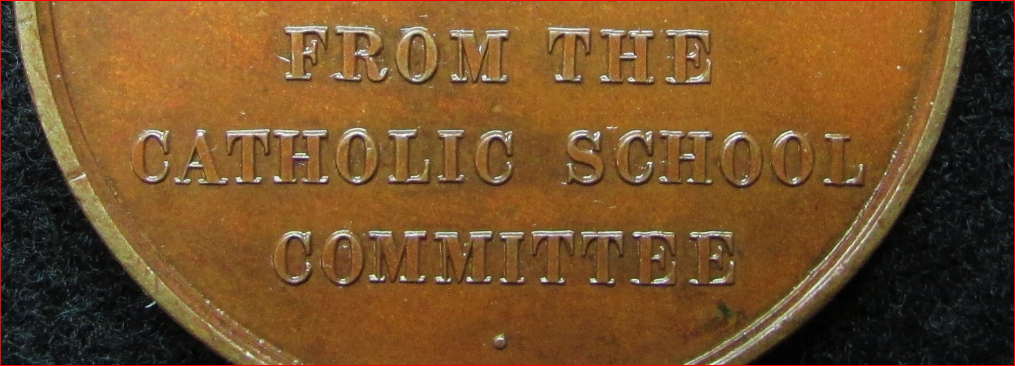 FROM THE
CATHOLIC SCHOOL
COMMITTEE